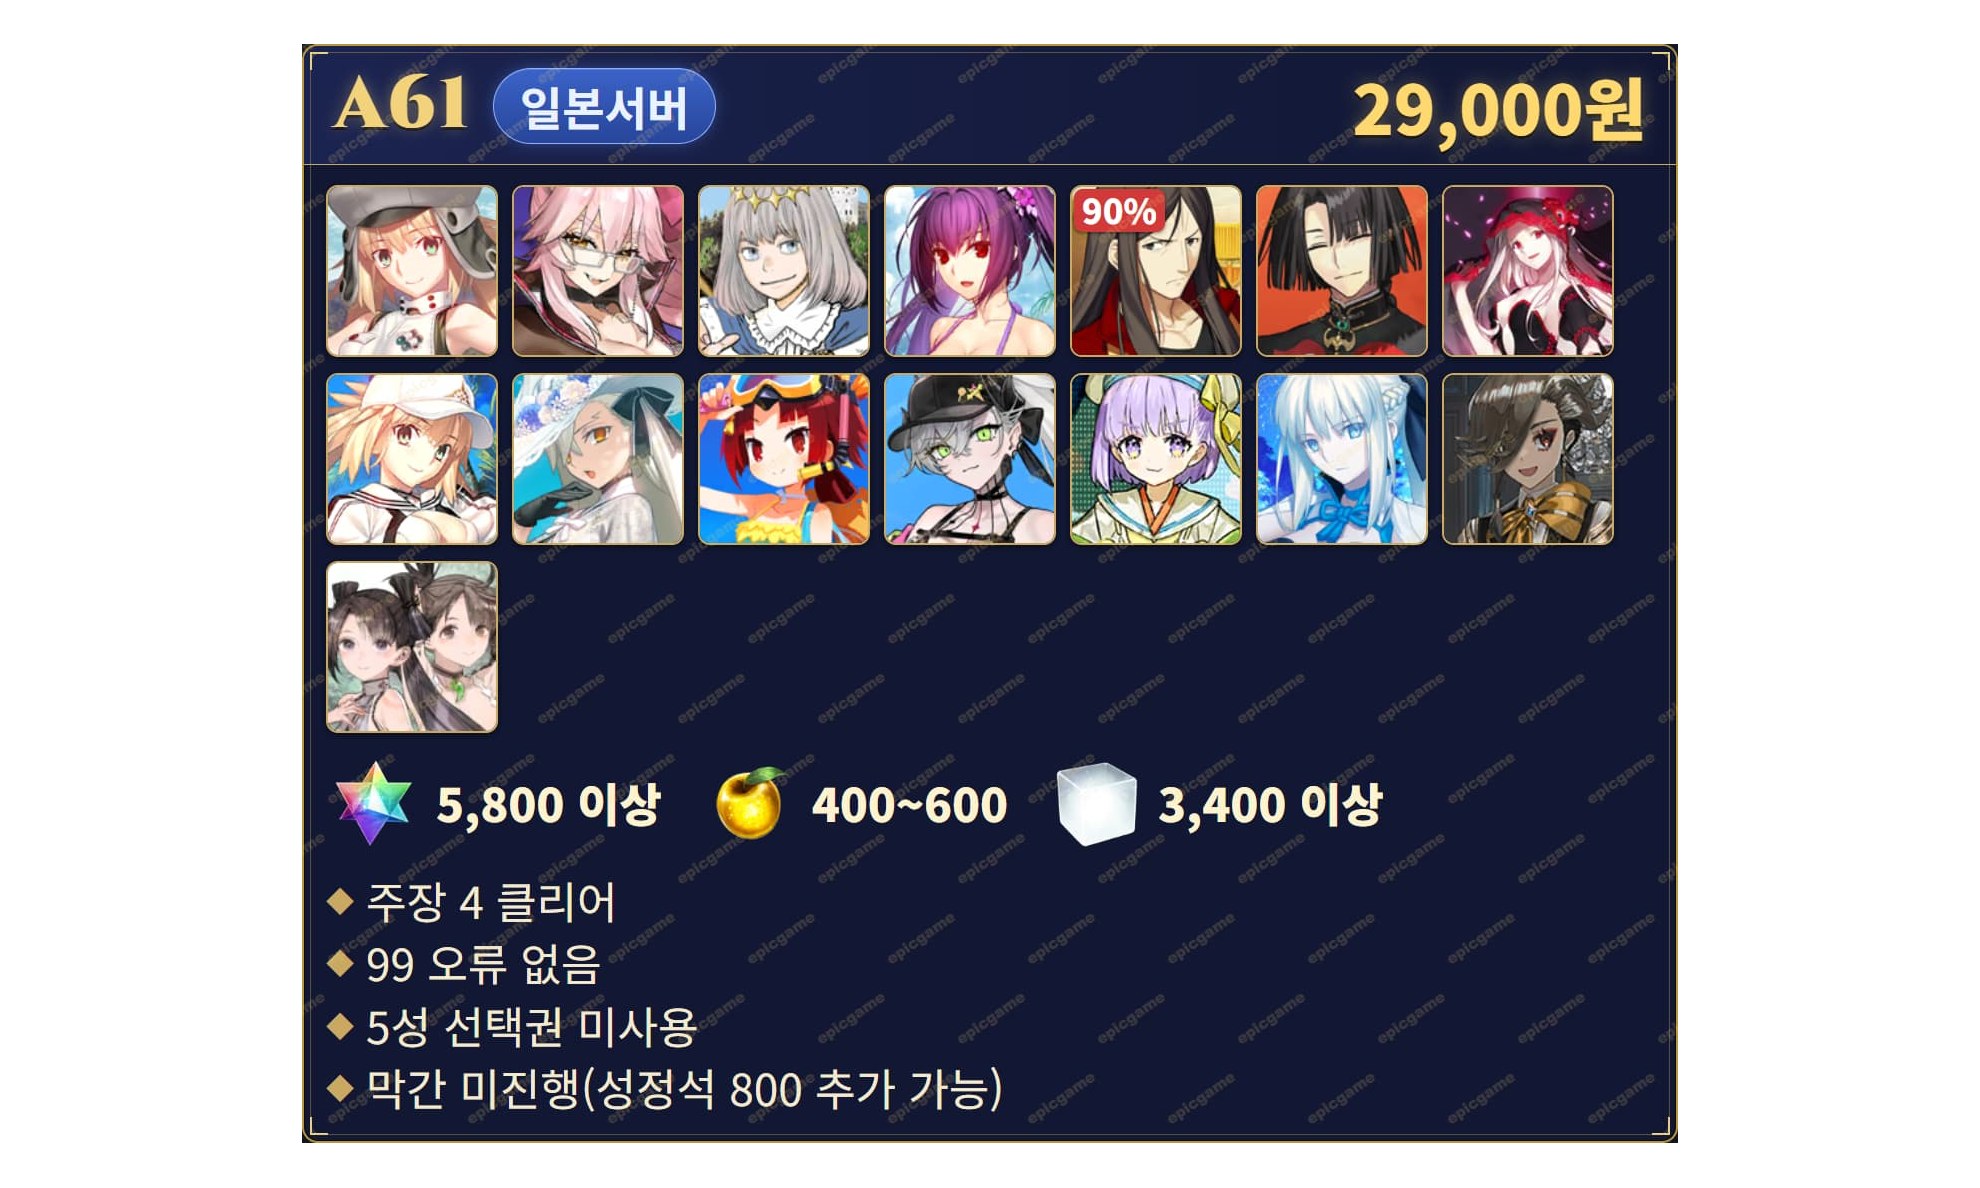 A61 일본서버 29,000원
90%
5,800 이상 400~600 3,400 이상
주장 4 클리어
99 오류 없음
5성 선택권 미사용
막간 미진행(성정석 800 추가 가능)
epicgame